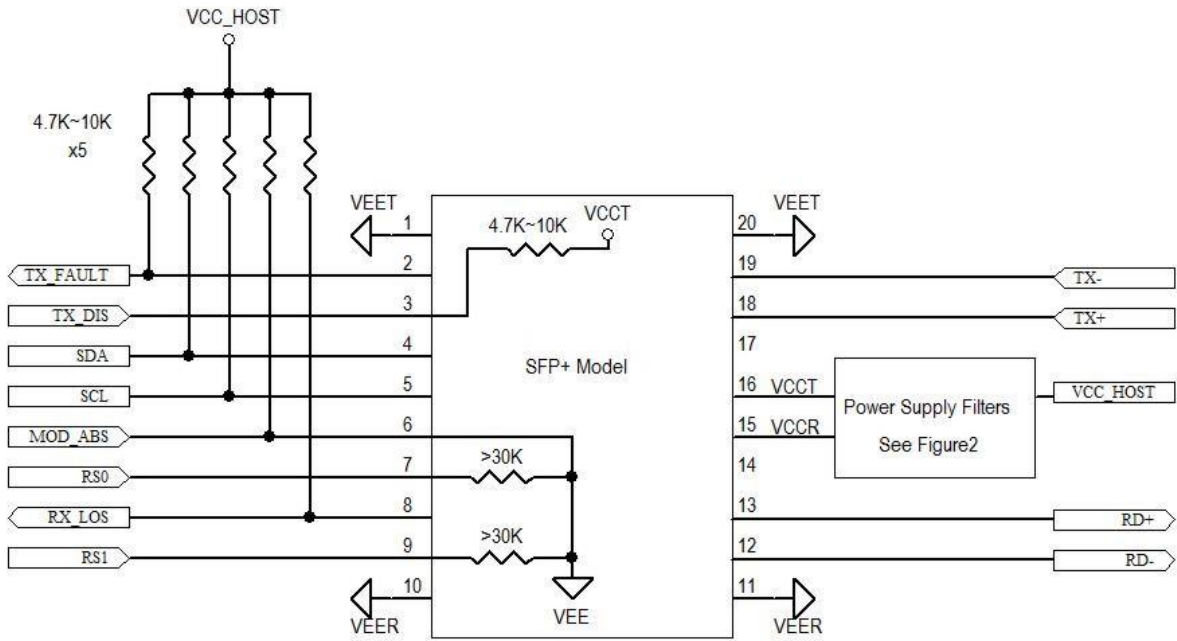 VCC_HOST
4.7K~10K
x5
VEET
1
4.7K~10K
VCCT
20
VEET
TX_FAULT
2
19
TX-
TX_DIS
3
18
TX+
SDA
4
17
SFP+ Model
SCL
5
16
VCCT
Power Supply Filters
See Figure2
VCC_HOST
MOD_ABS
6
15
VCCR
RS0
7
>30K
14
RX_LOS
8
13
RD+
RS1
9
>30K
12
RD-
10
VEER
VEE
11
VEER